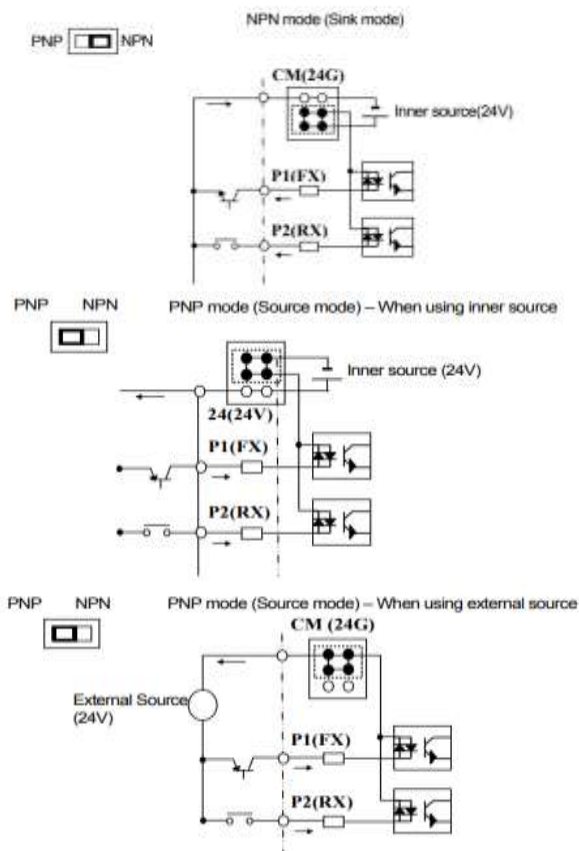 NPN mode (Sink mode)
PNP NPN
CM(24G)
Inner source(24V)
P1(FX)
P2(RX)
PNP NPN
PNP mode (Source mode) – When using inner source
Inner source (24V)
24(24V)
P1(FX)
P2(RX)
PNP NPN
PNP mode (Source mode) – When using external source
CM (24G)
External Source
(24V)
P1(FX)
P2(RX)